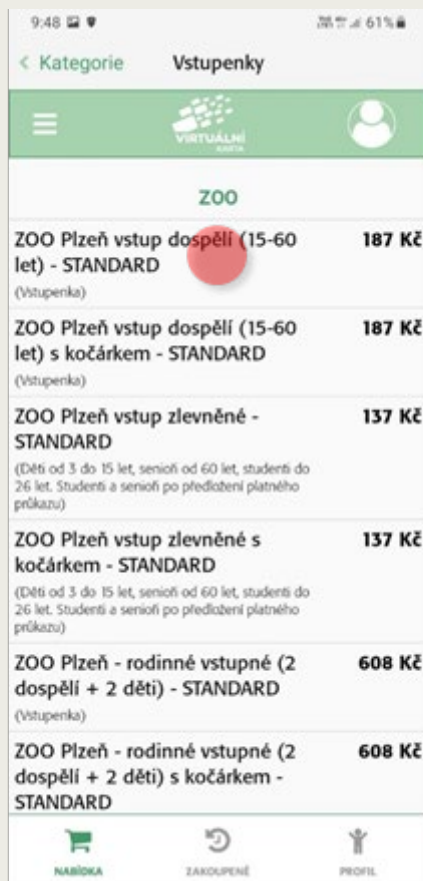 9:48 61%
Kategorie Vstupenky
VIRTUÁLNÍ
KARTA
ZOO
ZOO Plzeň vstup dospělí (15-60 187 Kč
let) - STANDARD
(Vstupenka)
ZOO Plzeň vstup dospělí (15-60 187 Kč
let) s kočárkem - STANDARD
(Vstupenka)
ZOO Plzeň vstup zlevněné - 137 Kč
STANDARD
(Děti od 3 do 15 let, senioři od 60 let, studenti do
26 let. Studenti a senioři po předložení platného
průkazu)
ZOO Plzeň vstup zlevněné s 137 Kč
kočárkem - STANDARD
(Děti od 3 do 15 let, senioři od 60 let, studenti do
26 let. Studenti a senioři po předložení platného
průkazu)
ZOO Plzeň - rodinné vstupné (2 608 Kč
dospělí + 2 děti) - STANDARD
(Vstupenka)
ZOO Plzeň - rodinné vstupné (2 608 Kč
dospělí + 2 děti) s kočárkem -
STANDARD
NABÍDKA ZAKOUPENÉ PROFIL